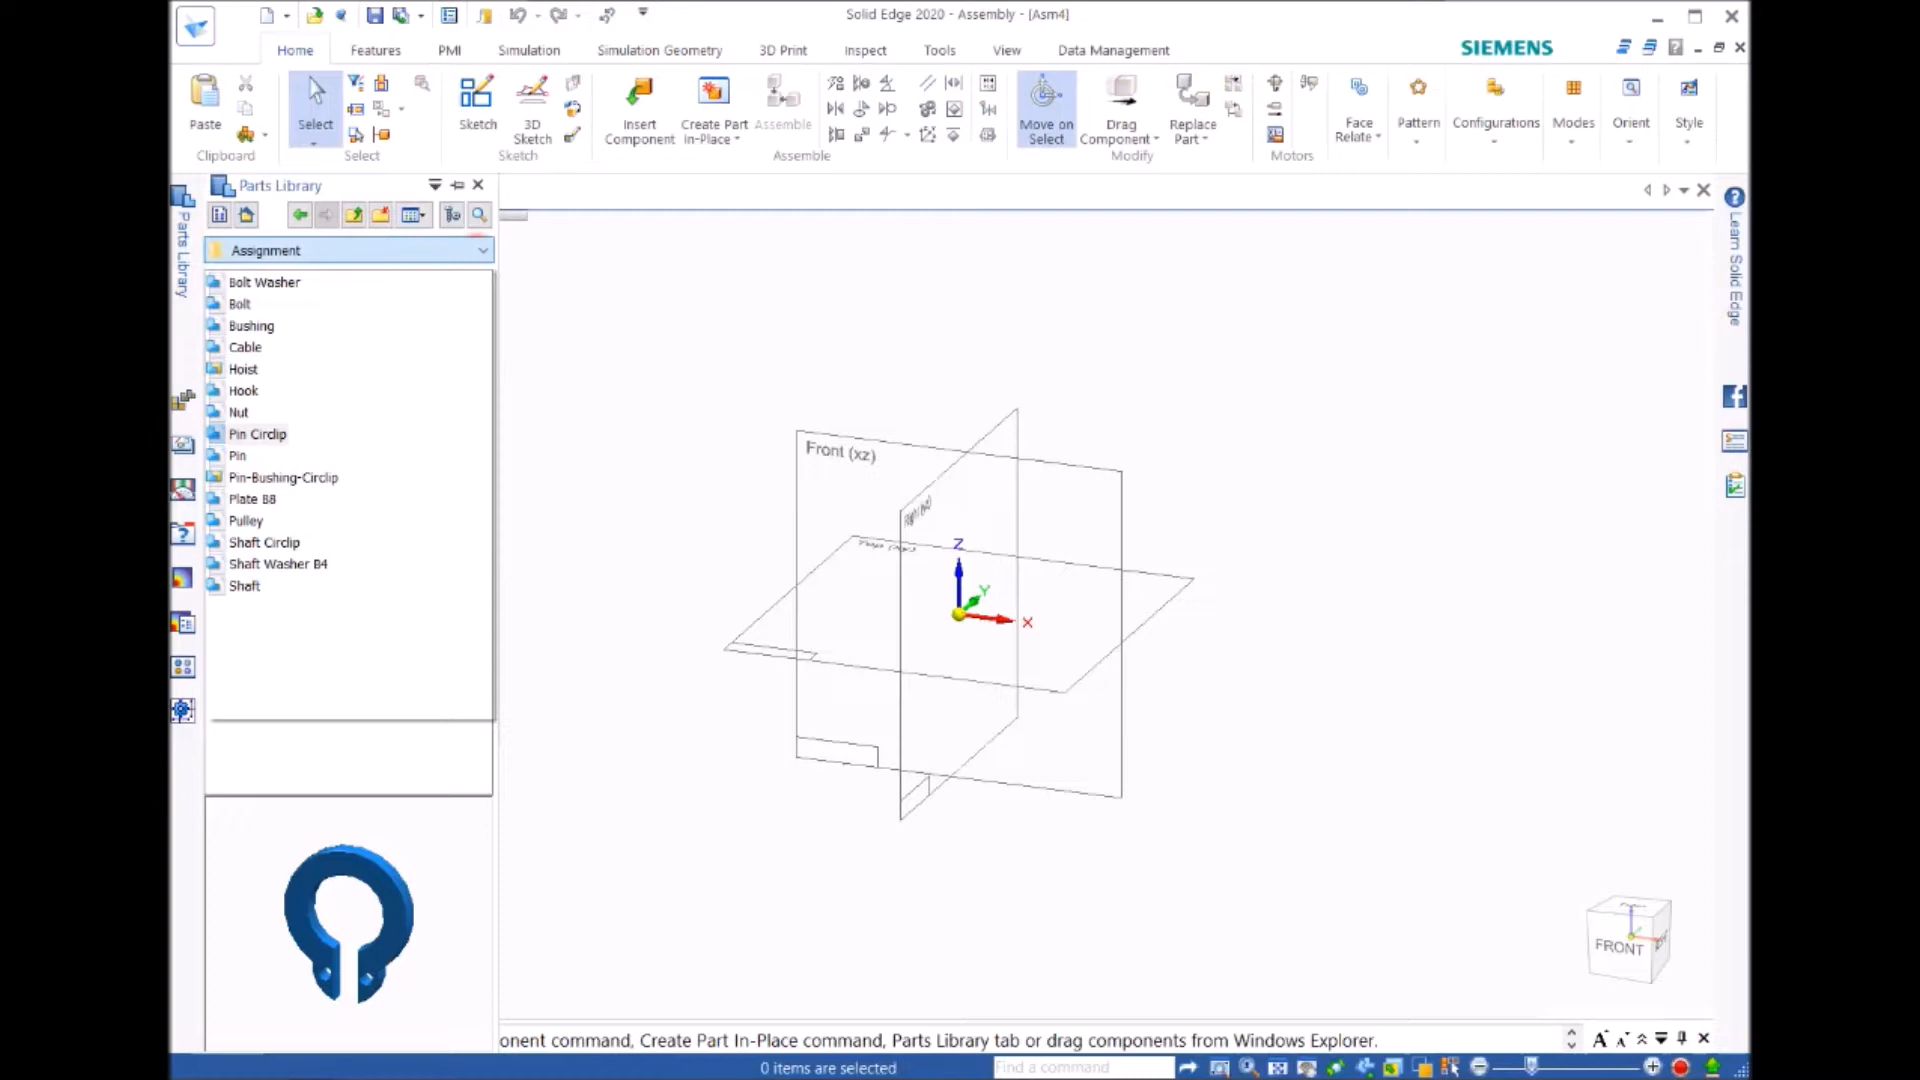 Solid Edge 2020 - Assembly - [Asm4]
Home Features PMI Simulation Simulation Geometry 3D Print Inspect Tools View Data Management
SIEMENS
Paste
Clipboard
Select
Select
Sketch
3D
Sketch
Sketch
Insert
Component
Create Part
In-Place
Assemble
Assemble
Move on
Select
Drag
Component
Replace
Part
Modify
Motors
Face
Relate
Pattern
Configurations
Modes
Orient
Style
Parts Library
Parts Library
Learn Solid Edge
Assignment
Bolt Washer
Bolt
Bushing
Cable
Hoist
Hook
Nut
Pin Circlip
Pin
Pin-Bushing-Circlip
Plate B8
Pulley
Shaft Circlip
Shaft Washer B4
Shaft
Front (xz)
Z
Y
X
FRONT
onent command, Create Part In-Place command, Parts Library tab or drag components from Windows Explorer.
0 items are selected
Find a command